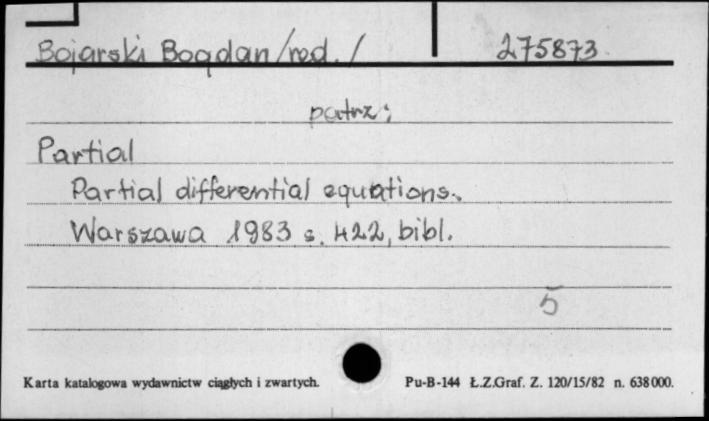 Bojarski Bogdan /red./ 275873
patrz:
Partial
Partial differential equations.
Warszawa 1983 s. 422, bibl.
5
Karta katalogowa wydawnictw ciągłych i zwartych. Pu-B-144 Ł.Z.Graf. Z. 120/15/82 n. 638000.